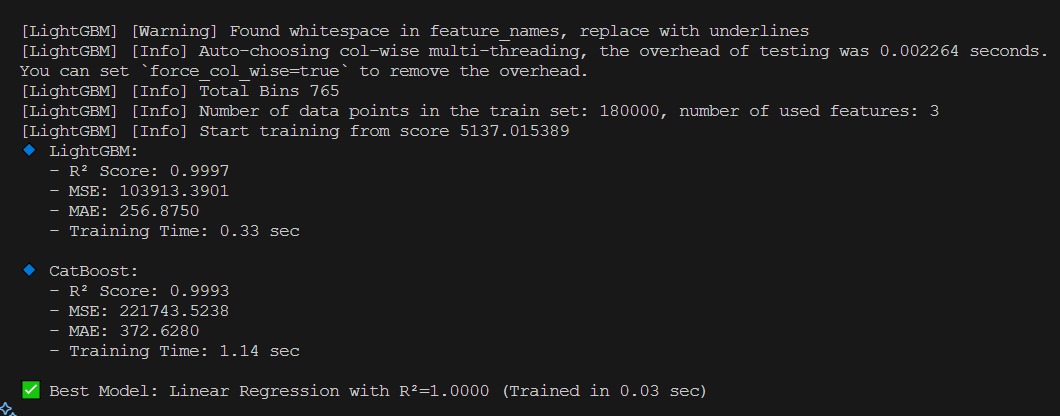 [LightGBM] [Warning] Found whitespace in feature_names, replace with underlines
[LightGBM] [Info] Auto-choosing col-wise multi-threading, the overhead of testing was 0.002264 seconds.
You can set `force_col_wise=true` to remove the overhead.
[LightGBM] [Info] Total Bins 765
[LightGBM] [Info] Number of data points in the train set: 180000, number of used features: 3
[LightGBM] [Info] Start training from score 5137.015389
🔹 LightGBM:
- R² Score: 0.9997
- MSE: 103913.3901
- MAE: 256.8750
- Training Time: 0.33 sec
🔹 CatBoost:
- R² Score: 0.9993
- MSE: 221743.5238
- MAE: 372.6280
- Training Time: 1.14 sec
✅ Best Model: Linear Regression with R²=1.0000 (Trained in 0.03 sec)